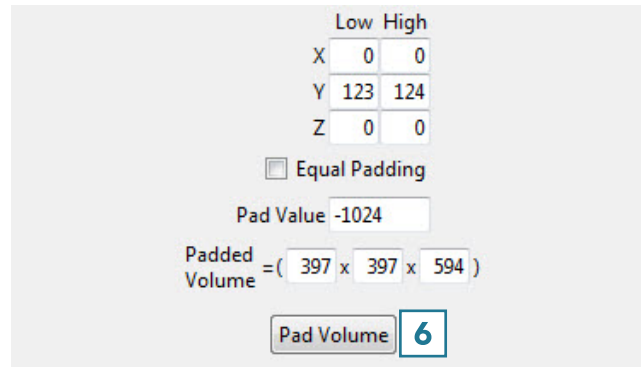 Low High
X 0 0
Y 123 124
Z 0 0
Equal Padding
Pad Value -1024
Padded
Volume =( 397 x 397 x 594 )
Pad Volume 6